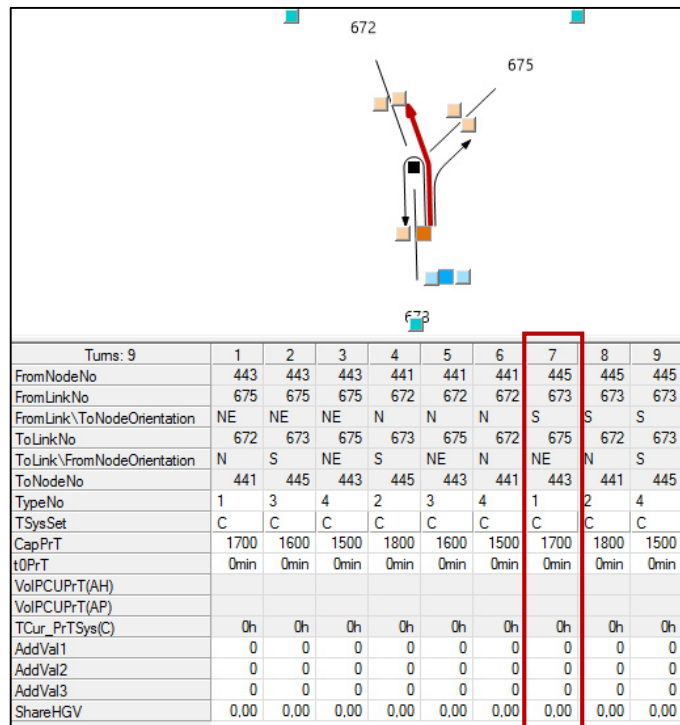 672
675
673
Turns: 9 1 2 3 4 5 6 7 8 9
FromNodeNo 443 443 443 441 441 441 445 445 445
FromLinkNo 675 675 675 672 672 672 673 673 673
FromLink\ToNodeOrientation NE NE NE N N N S S S
ToLinkNo 672 673 675 673 675 672 675 672 673
ToLink\FromNodeOrientation N S NE S NE N NE N S
ToNodeNo 441 445 443 445 443 441 443 441 445
TypeNo 1 3 4 2 3 4 1 2 4
TSysSet C C C C C C C C C
CapPrT 1700 1600 1500 1800 1600 1500 1700 1800 1500
t0PrT 0min 0min 0min 0min 0min 0min 0min 0min 0min
VolPCUPrT(AH)
VolPCUPrT(AP)
TCur_PrTSys(C) 0h 0h 0h 0h 0h 0h 0h 0h 0h
AddVal1 0 0 0 0 0 0 0 0 0
AddVal2 0 0 0 0 0 0 0 0 0
AddVal3 0 0 0 0 0 0 0 0 0
ShareHGV 0,00 0,00 0,00 0,00 0,00 0,00 0,00 0,00 0,00